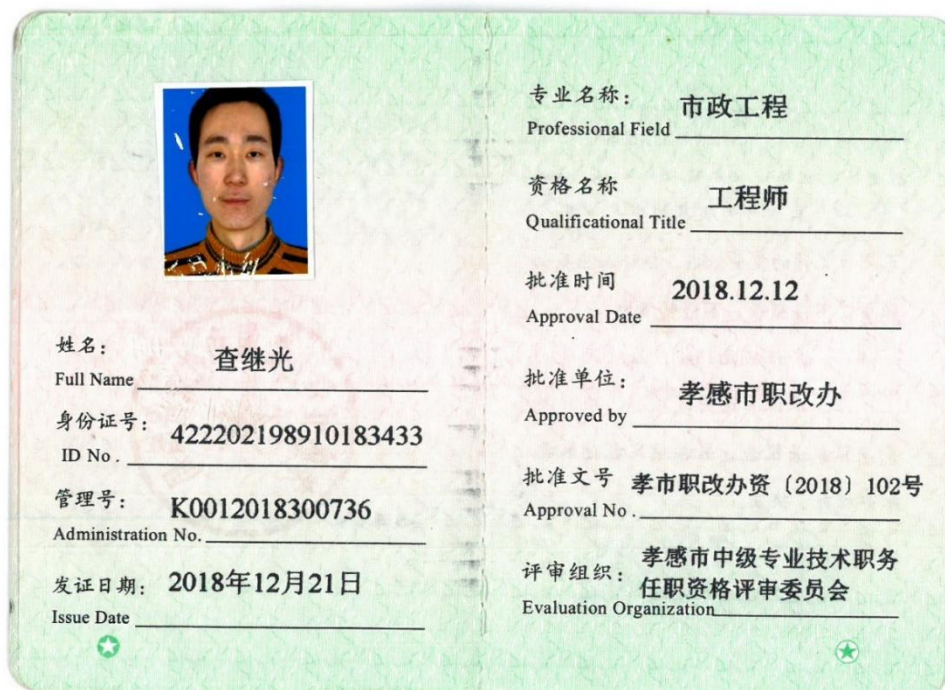 姓名：
查继光
Full Name
身份证号：
422202198910183433
ID No .
管理号：
K0012018300736
Administration No.
发证日期：
2018年12月21日
Issue Date
专业名称：
市政工程
Professional Field
资格名称
工程师
Qualificational Title
批准时间
2018.12.12
Approval Date
批准单位：
孝感市职改办
Approved by
批准文号
孝市职改办资〔2018〕102号
Approval No .
评审组织：
孝感市中级专业技术职务
任职资格评审委员会
Evaluation Organization